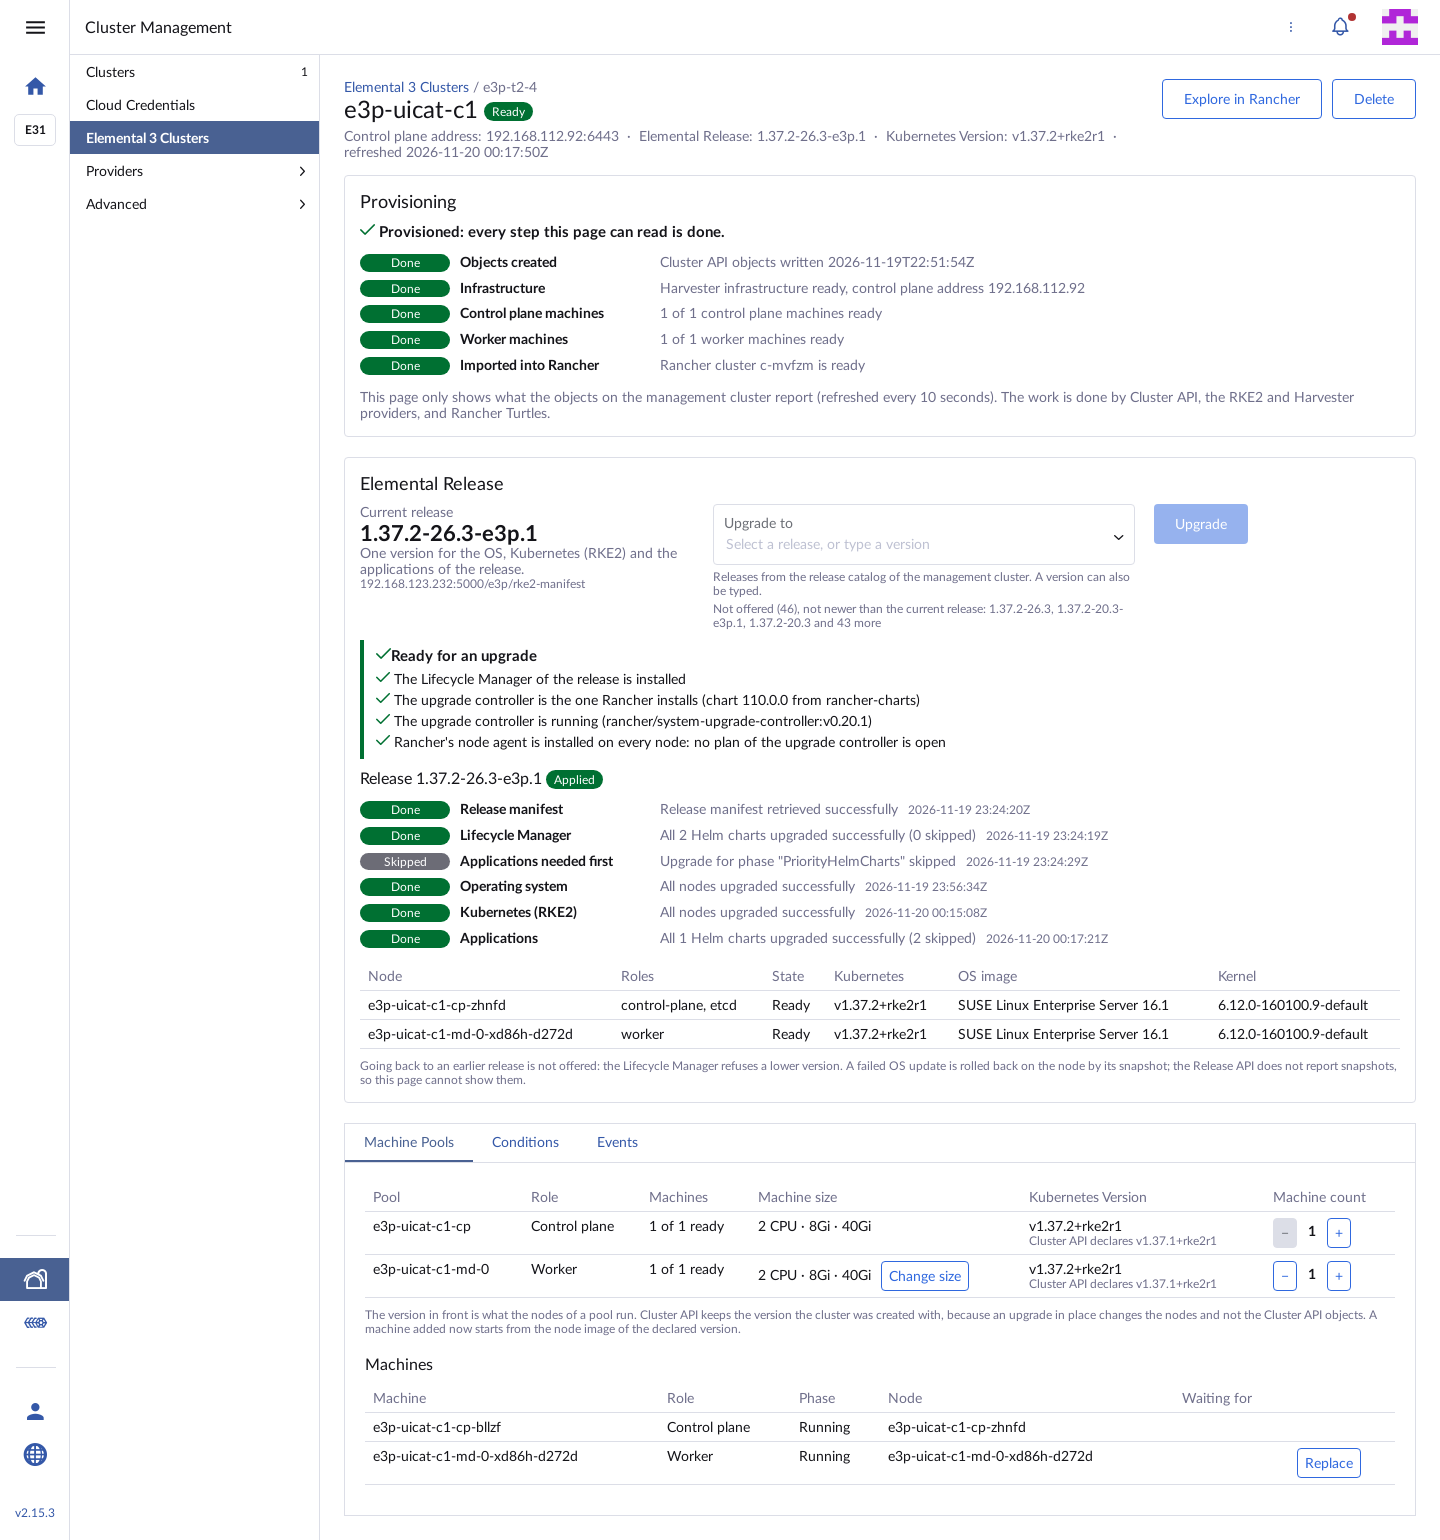 Cluster Management
E31
Clusters 1
Cloud Credentials
Elemental 3 Clusters
Providers
Advanced
v2.15.3
Elemental 3 Clusters / e3p-t2-4
e3p-uicat-c1 Ready
Explore in Rancher
Delete
Control plane address: 192.168.112.92:6443 · Elemental Release: 1.37.2-26.3-e3p.1 · Kubernetes Version: v1.37.2+rke2r1 ·
refreshed 2026-11-20 00:17:50Z
Provisioning
Provisioned: every step this page can read is done.
Done Objects created Cluster API objects written 2026-11-19T22:51:54Z
Done Infrastructure Harvester infrastructure ready, control plane address 192.168.112.92
Done Control plane machines 1 of 1 control plane machines ready
Done Worker machines 1 of 1 worker machines ready
Done Imported into Rancher Rancher cluster c-mvfzm is ready
This page only shows what the objects on the management cluster report (refreshed every 10 seconds). The work is done by Cluster API, the RKE2 and Harvester
providers, and Rancher Turtles.
Elemental Release
Current release
1.37.2-26.3-e3p.1
One version for the OS, Kubernetes (RKE2) and the
applications of the release.
192.168.123.232:5000/e3p/rke2-manifest
Upgrade to
Select a release, or type a version
Upgrade
Releases from the release catalog of the management cluster. A version can also
be typed.
Not offered (46), not newer than the current release: 1.37.2-26.3, 1.37.2-20.3-
e3p.1, 1.37.2-20.3 and 43 more
Ready for an upgrade
The Lifecycle Manager of the release is installed
The upgrade controller is the one Rancher installs (chart 110.0.0 from rancher-charts)
The upgrade controller is running (rancher/system-upgrade-controller:v0.20.1)
Rancher's node agent is installed on every node: no plan of the upgrade controller is open
Release 1.37.2-26.3-e3p.1 Applied
Done Release manifest Release manifest retrieved successfully 2026-11-19 23:24:20Z
Done Lifecycle Manager All 2 Helm charts upgraded successfully (0 skipped) 2026-11-19 23:24:19Z
Skipped Applications needed first Upgrade for phase "PriorityHelmCharts" skipped 2026-11-19 23:24:29Z
Done Operating system All nodes upgraded successfully 2026-11-19 23:56:34Z
Done Kubernetes (RKE2) All nodes upgraded successfully 2026-11-20 00:15:08Z
Done Applications All 1 Helm charts upgraded successfully (2 skipped) 2026-11-20 00:17:21Z
Node Roles State Kubernetes OS image Kernel
e3p-uicat-c1-cp-zhnfd control-plane, etcd Ready v1.37.2+rke2r1 SUSE Linux Enterprise Server 16.1 6.12.0-160100.9-default
e3p-uicat-c1-md-0-xd86h-d272d worker Ready v1.37.2+rke2r1 SUSE Linux Enterprise Server 16.1 6.12.0-160100.9-default
Going back to an earlier release is not offered: the Lifecycle Manager refuses a lower version. A failed OS update is rolled back on the node by its snapshot; the Release API does not report snapshots,
so this page cannot show them.
Machine Pools Conditions Events
Pool Role Machines Machine size Kubernetes Version Machine count
e3p-uicat-c1-cp Control plane 1 of 1 ready 2 CPU · 8Gi · 40Gi v1.37.2+rke2r1 − 1 +
Cluster API declares v1.37.1+rke2r1
e3p-uicat-c1-md-0 Worker 1 of 1 ready 2 CPU · 8Gi · 40Gi Change size v1.37.2+rke2r1 − 1 +
Cluster API declares v1.37.1+rke2r1
The version in front is what the nodes of a pool run. Cluster API keeps the version the cluster was created with, because an upgrade in place changes the nodes and not the Cluster API objects. A
machine added now starts from the node image of the declared version.
Machines
Machine Role Phase Node Waiting for
e3p-uicat-c1-cp-bllzf Control plane Running e3p-uicat-c1-cp-zhnfd
e3p-uicat-c1-md-0-xd86h-d272d Worker Running e3p-uicat-c1-md-0-xd86h-d272d Replace